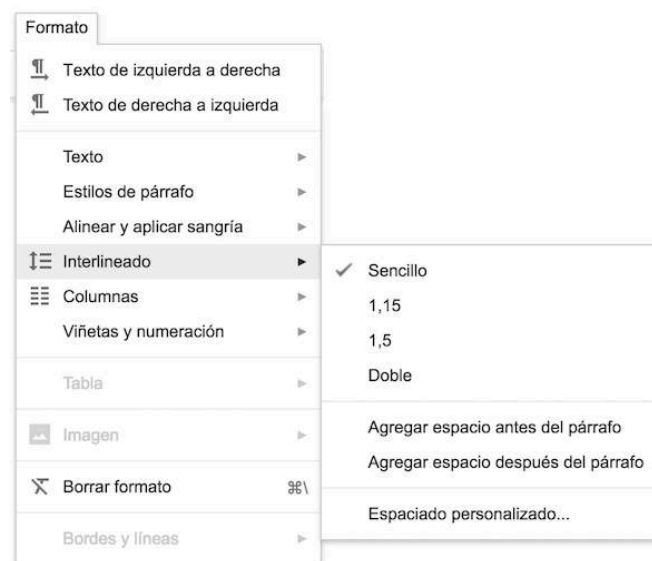 Formato
Texto de izquierda a derecha
Texto de derecha a izquierda
Texto
Estilos de párrafo
Alinear y aplicar sangría
Interlineado
Columnas
Viñetas y numeración
Tabla
Imagen
Borrar formato ⌘\
Bordes y líneas
Sencillo
1,15
1,5
Doble
Agregar espacio antes del párrafo
Agregar espacio después del párrafo
Espaciado personalizado...